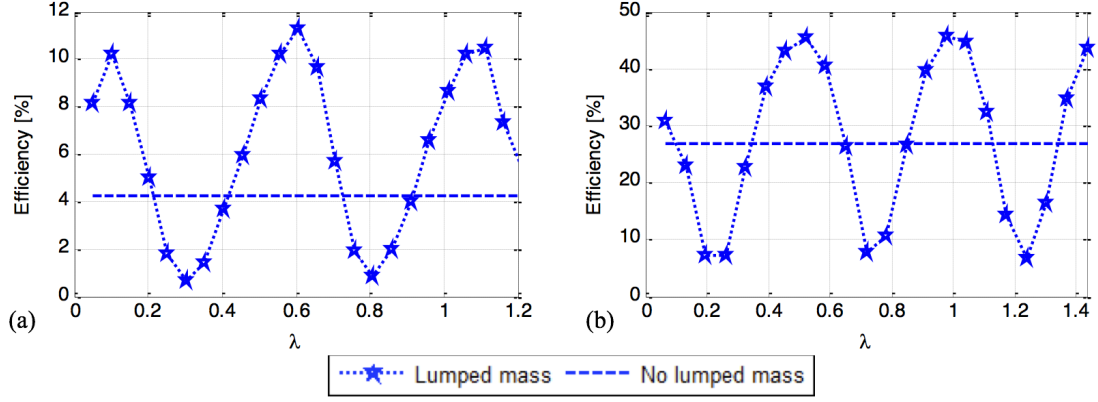 12
10
8
6
4
2
0
Efficiency [%]
0 0.2 0.4 0.6 0.8 1 1.2
λ
(a)
50
40
30
20
10
0
Efficiency [%]
0 0.2 0.4 0.6 0.8 1 1.2 1.4
λ
(b)
Lumped mass No lumped mass